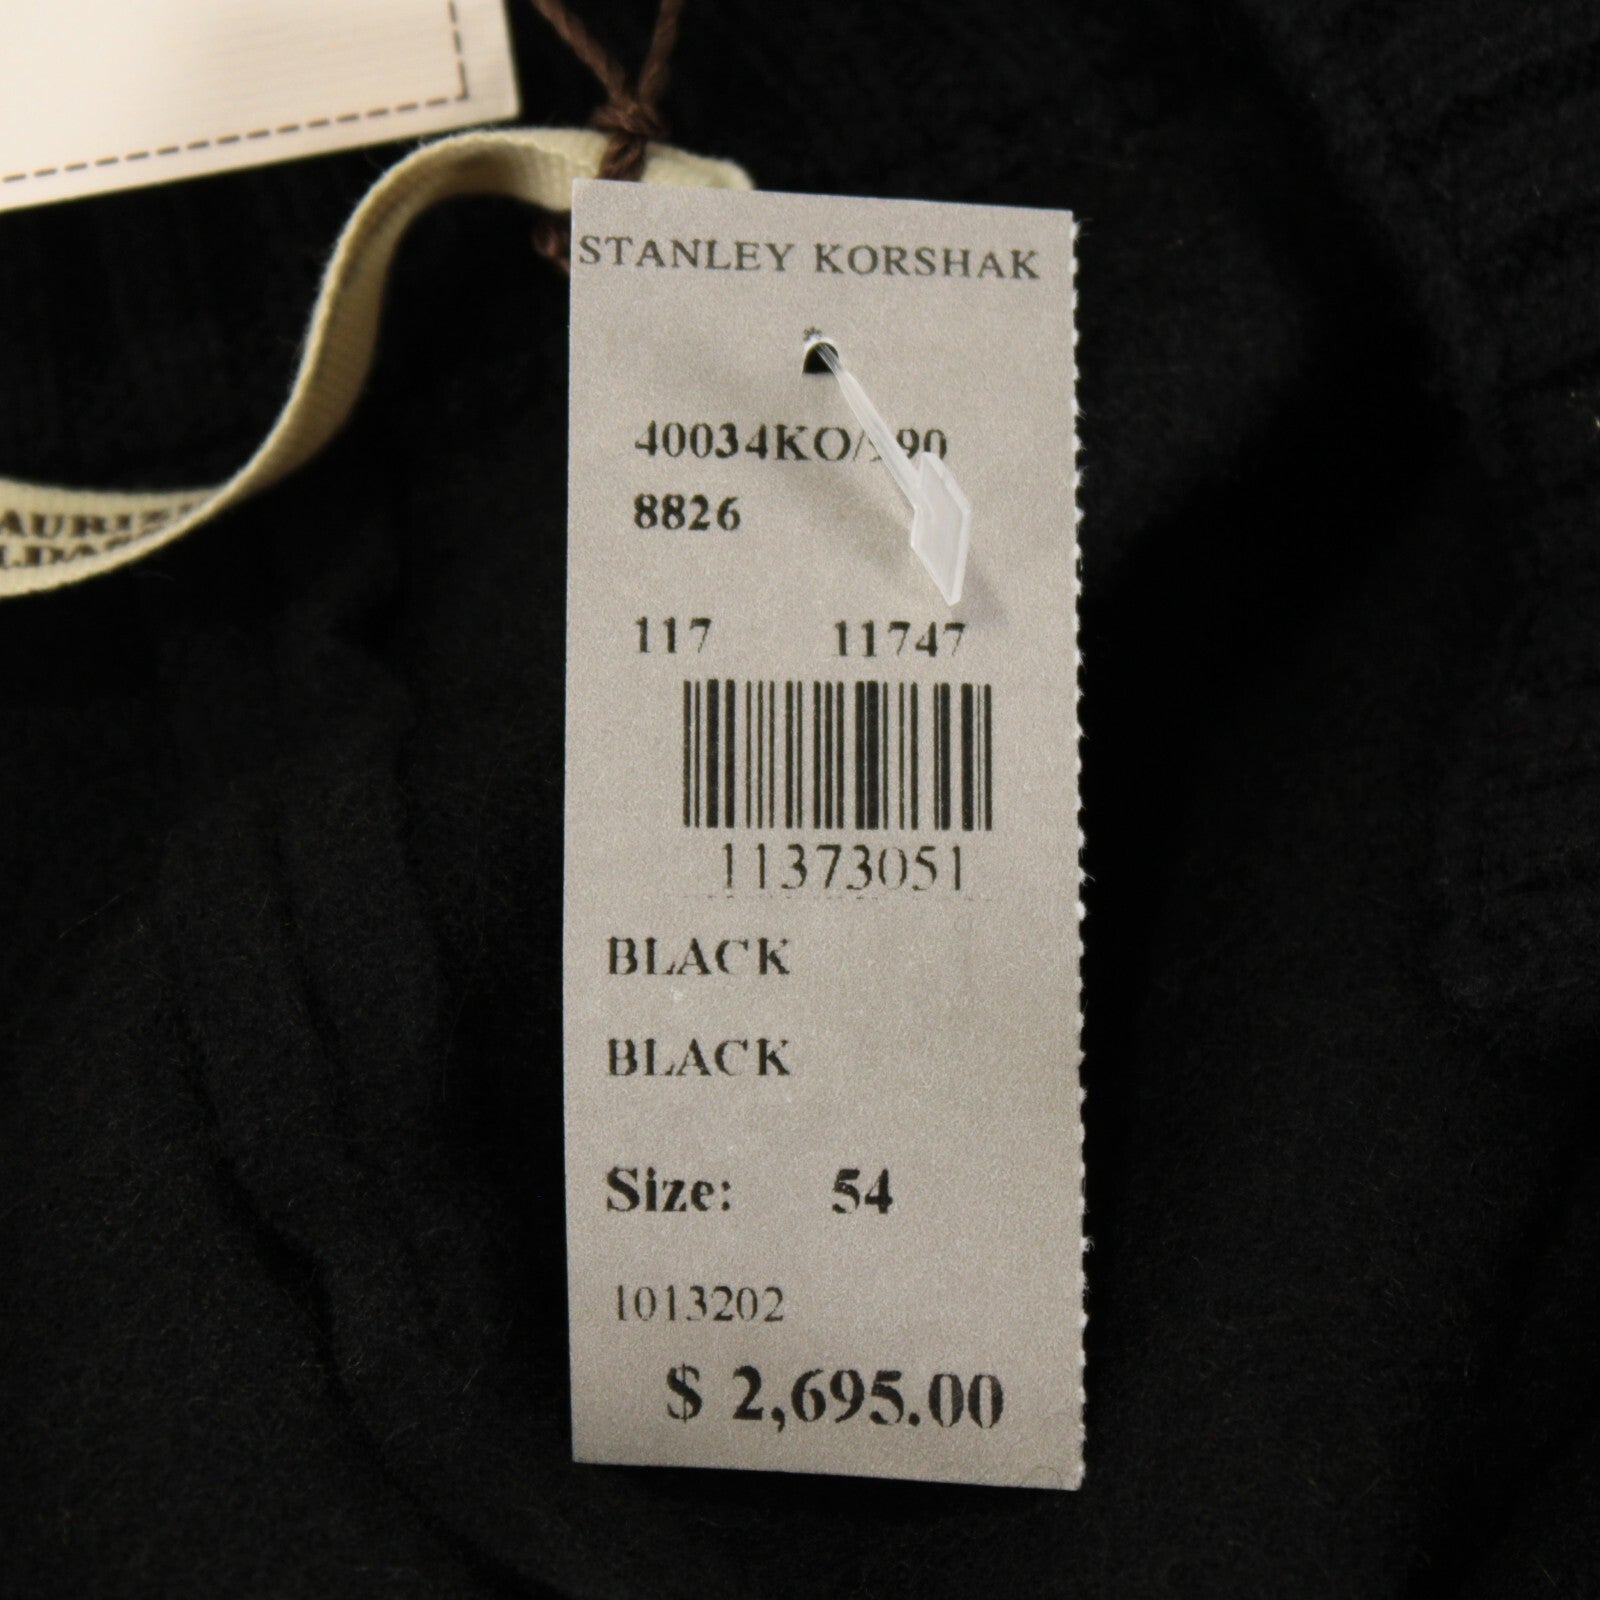 STANLEY KORSHAK
8826
117 11747
11373051
BLACK
BLACK
Size: 54
1013202
$ 2,695.00